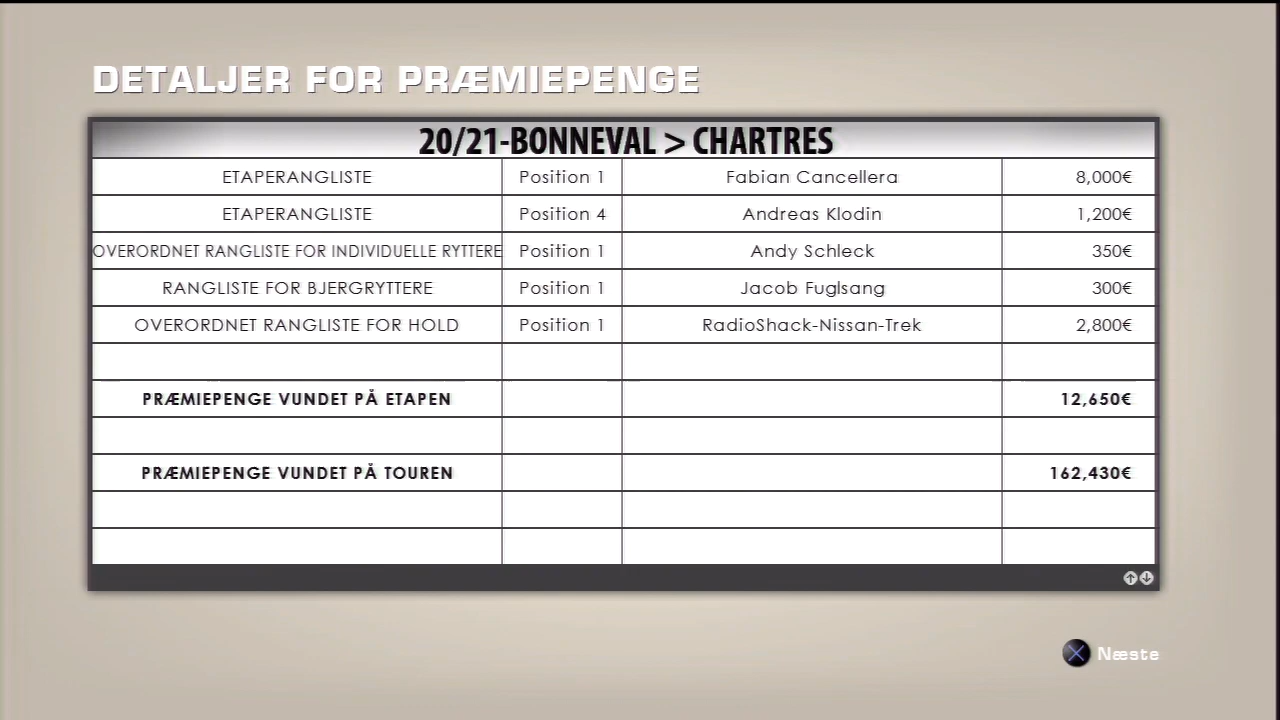 DETALJER FOR PRÆMIEPENGE
20/21-BONNEVAL > CHARTRES
ETAPERANGLISTE Position 1 Fabian Cancellera 8,000€
ETAPERANGLISTE Position 4 Andreas Klodin 1,200€
OVERORDNET RANGLISTE FOR INDIVIDUELLE RYTTERE Position 1 Andy Schleck 350€
RANGLISTE FOR BJERGRYTTERE Position 1 Jacob Fuglsang 300€
OVERORDNET RANGLISTE FOR HOLD Position 1 RadioShack-Nissan-Trek 2,800€
PRÆMIEPENGE VUNDET PÅ ETAPEN 12,650€
PRÆMIEPENGE VUNDET PÅ TOUREN 162,430€
Næste